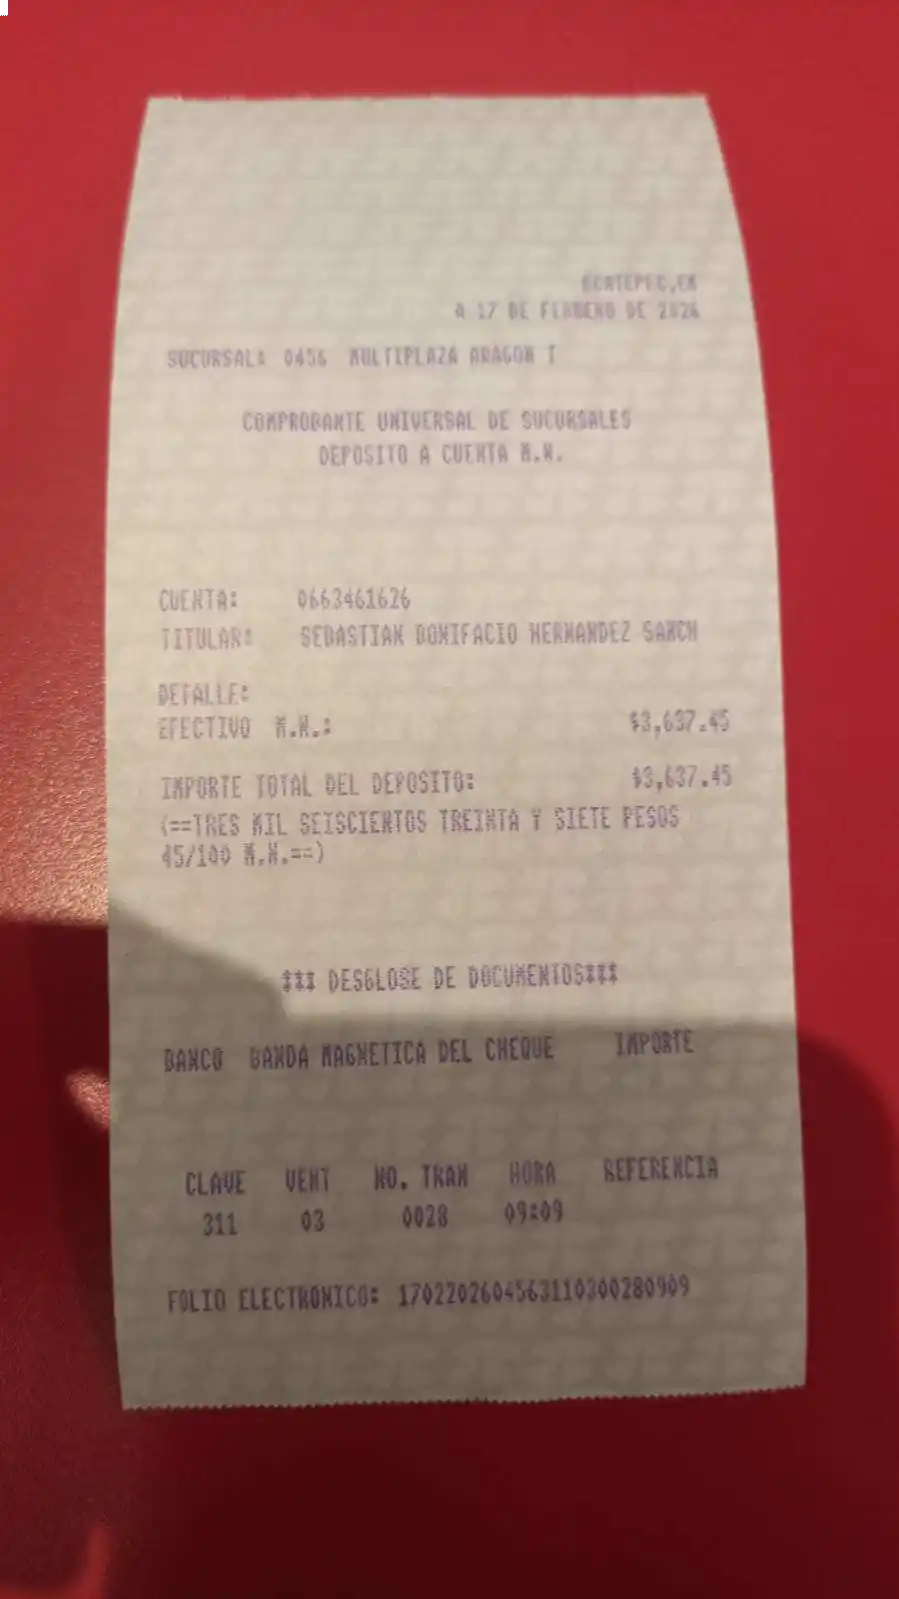 ECATEPEC,EM
A 17 DE FEBRERO DE 2026
SUCURSAL: 0456 MULTIPLAZA ARAGON I
COMPROBANTE UNIVERSAL DE SUCURSALES
DEPOSITO A CUENTA M.N.
CUENTA: 0663461626
TITULAR: SEBASTIAN BONIFACIO HERNANDEZ SANCH
DETALLE:
EFECTIVO M.N.: $3,637.45
IMPORTE TOTAL DEL DEPOSITO: $3,637.45
(==TRES MIL SEISCIENTOS TREINTA Y SIETE PESOS
45/100 M.N.==)
*** DESGLOSE DE DOCUMENTOS***
BANCO BANDA MAGNETICA DEL CHEQUE IMPORTE
CLAVE VENT NO. TRAN HORA REFERENCIA
311 03 0028 09:09
FOLIO ELECTRONICO: 1702202604563110300280909